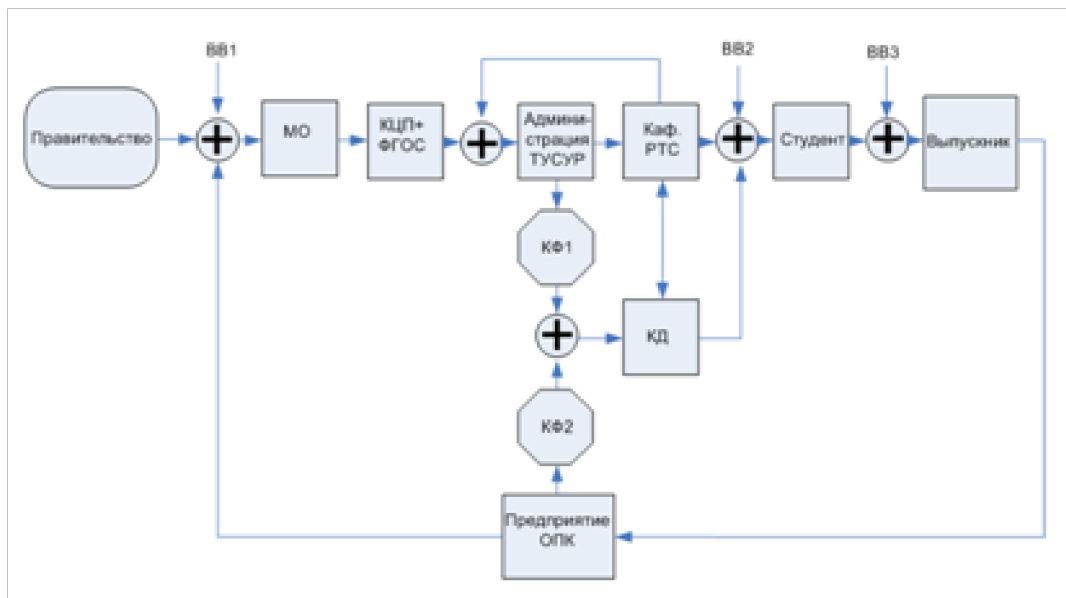 ВВ1
ВВ2
ВВ3
Правительство
МО
КЦП+
ФГОС
Админи-
страция
ТУСУР
Каф.
РТС
Студент
Выпускник
КФ1
КД
КФ2
Предприятие
ОПК